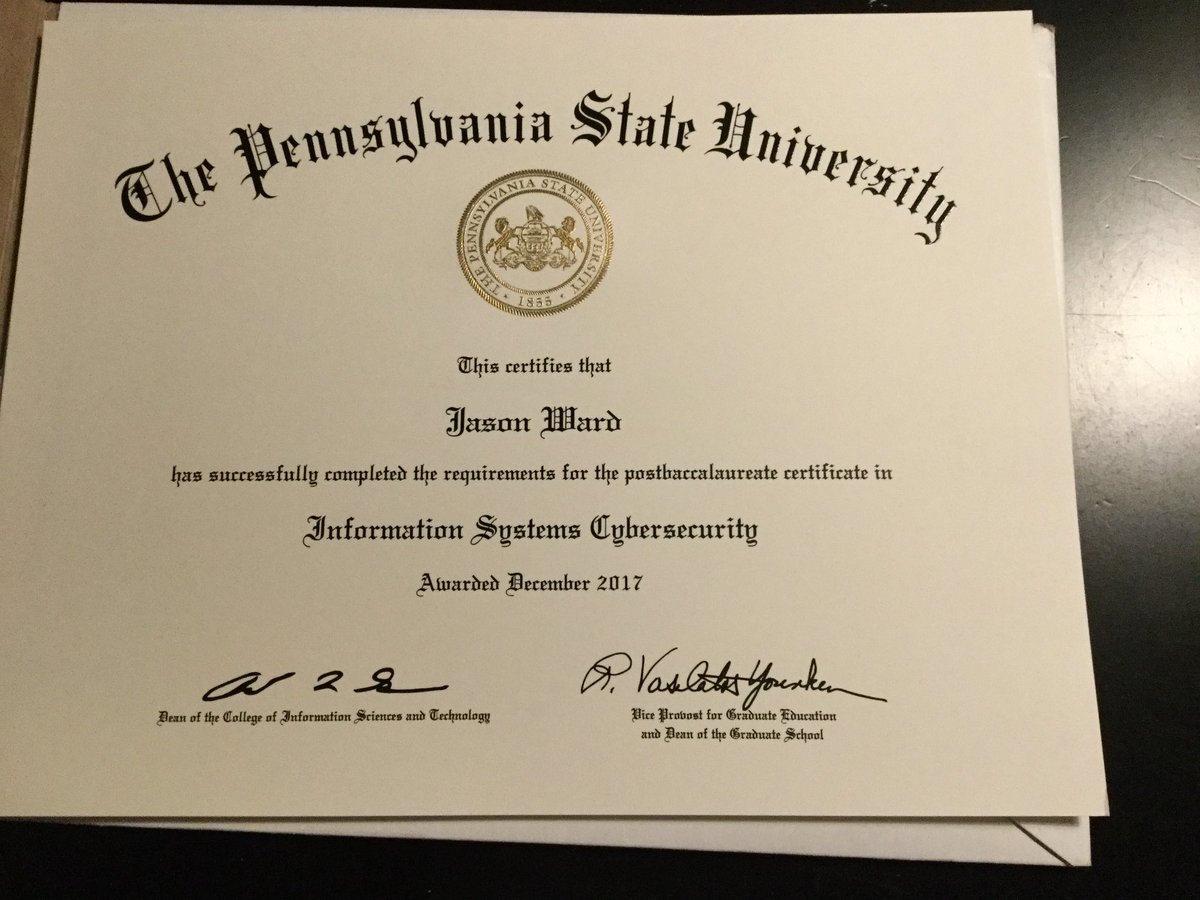 The Pennsylvania State University
THE PENNSYLVANIA STATE UNIVERSITY
1855
This certifies that
Jason Ward
has successfully completed the requirements for the postbaccalaureate certificate in
Information Systems Cybersecurity
Awarded December 2017
R. Vasilatos Younken
Dean of the College of Information Sciences and Technology
Vice Provost for Graduate Education
and Dean of the Graduate School